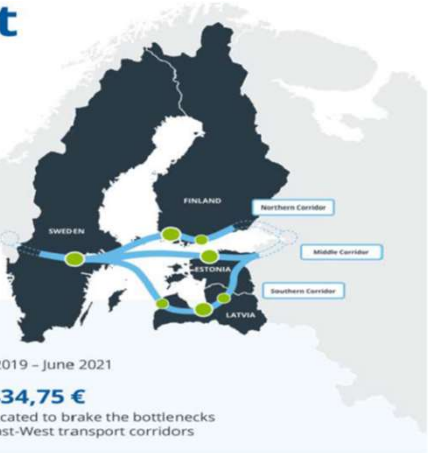 t
FINLAND
Northern Corridor
SWEDEN
Middle Corridor
ESTONIA
Southern Corridor
LATVIA
2019 – June 2021
34,75 €
cated to brake the bottlenecks
st-West transport corridors